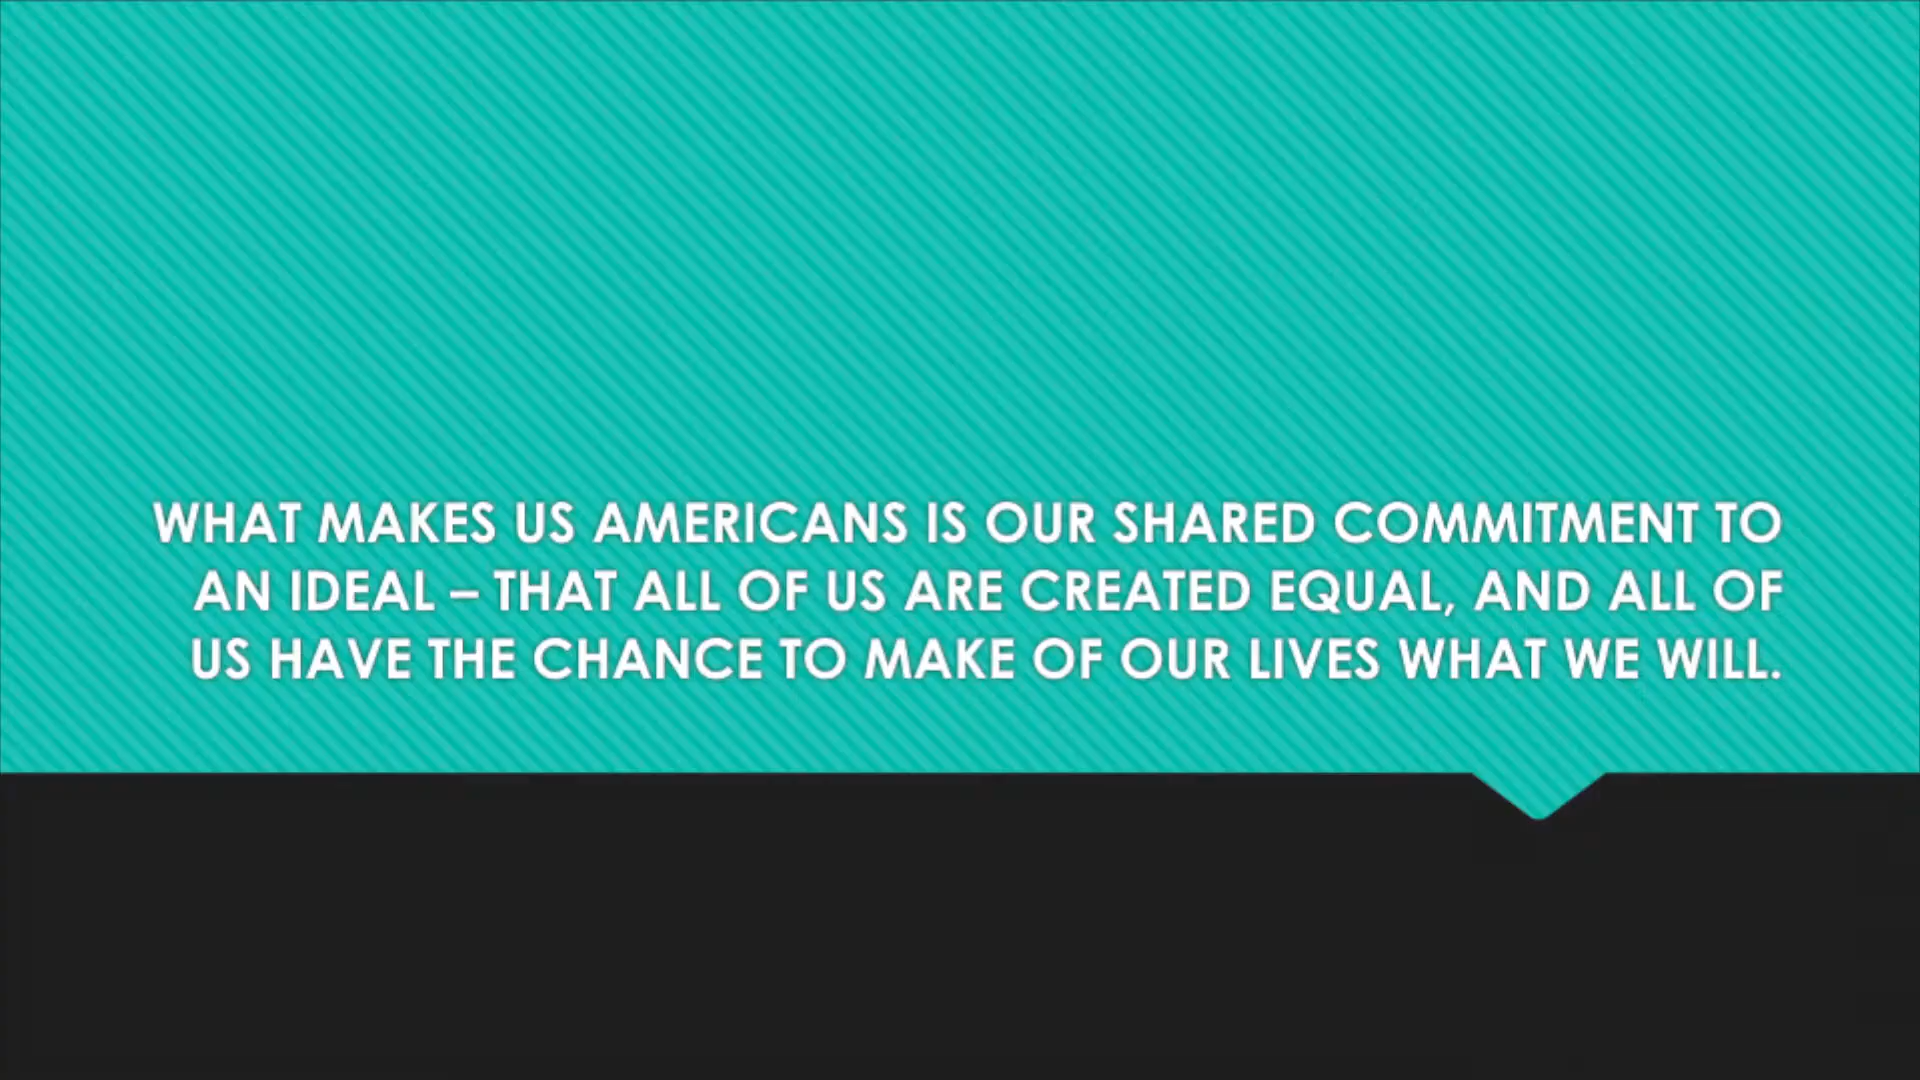 WHAT MAKES US AMERICANS IS OUR SHARED COMMITMENT TO
AN IDEAL – THAT ALL OF US ARE CREATED EQUAL, AND ALL OF
US HAVE THE CHANCE TO MAKE OF OUR LIVES WHAT WE WILL.